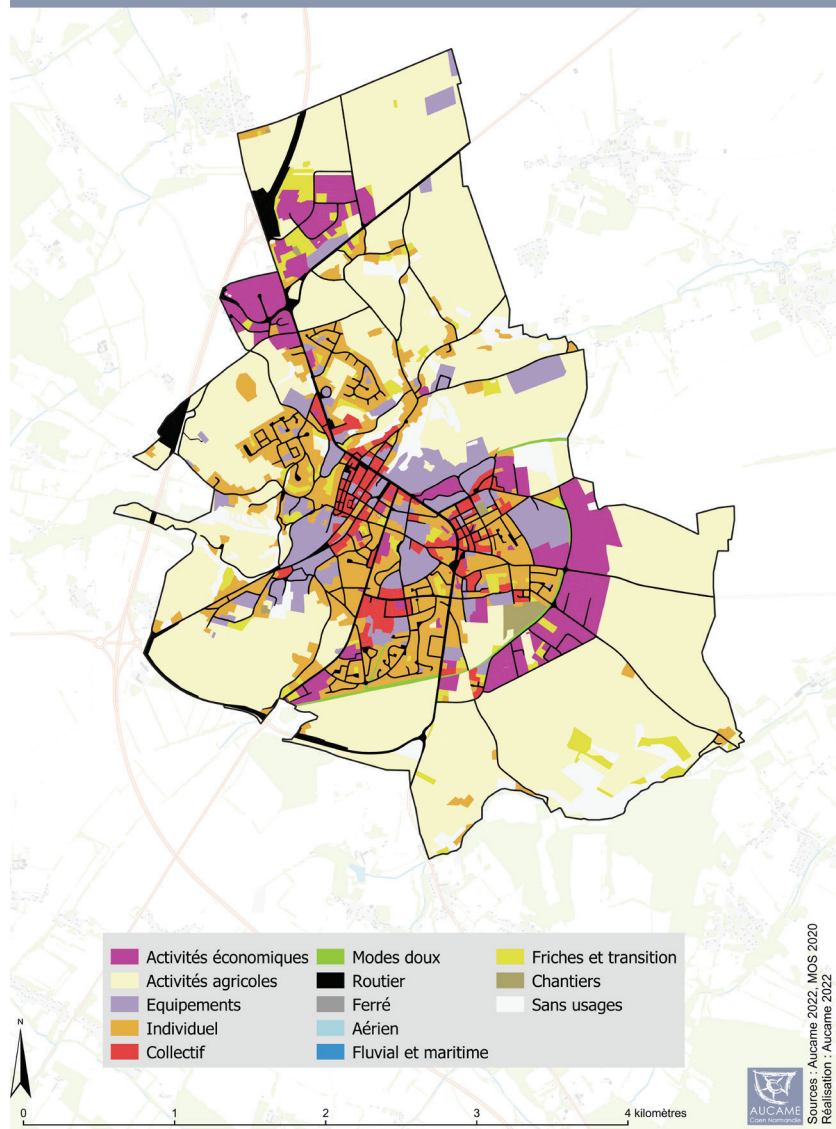 Activités économiques
Activités agricoles
Equipements
Individuel
Collectif
Modes doux
Routier
Ferré
Aérien
Fluvial et maritime
Friches et transition
Chantiers
Sans usages
N
0 1 2 3 4 kilomètres
AUCAME
Caen Normandie
Sources : Aucame 2022, MOS 2020
Réalisation : Aucame 2022